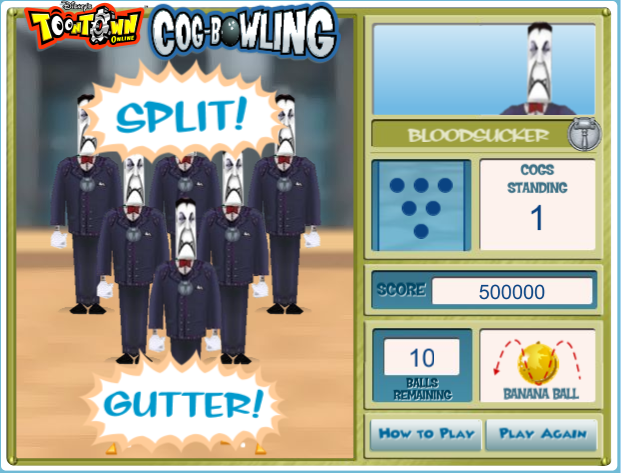 Disney's
TOONTOWN
ONLINE
COG-BOWLING
SPLIT!
BLOODSUCKER
COGS
STANDING
1
SCORE 500000
10
BALLS
REMAINING
BANANA BALL
GUTTER!
HOW TO PLAY
PLAY AGAIN